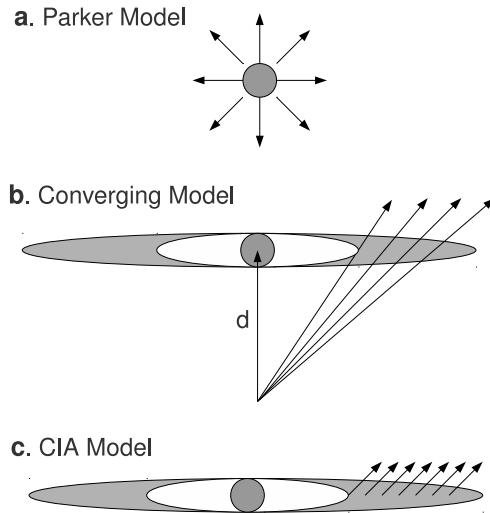 a. Parker Model
b. Converging Model
d
c. CIA Model